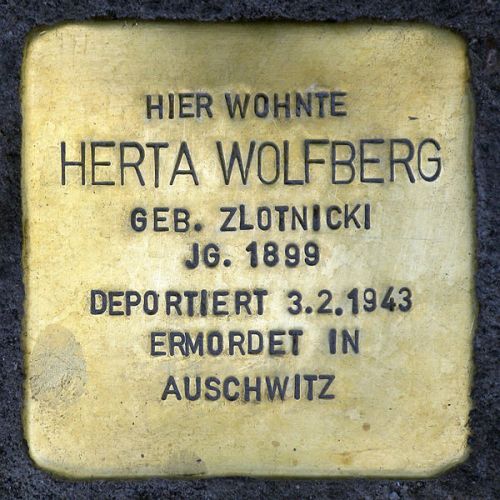 HIER WOHNTE
HERTA WOLFBERG
GEB. ZLOTNICKI
JG. 1899
DEPORTIERT 3.2.1943
ERMORDET IN
AUSCHWITZ